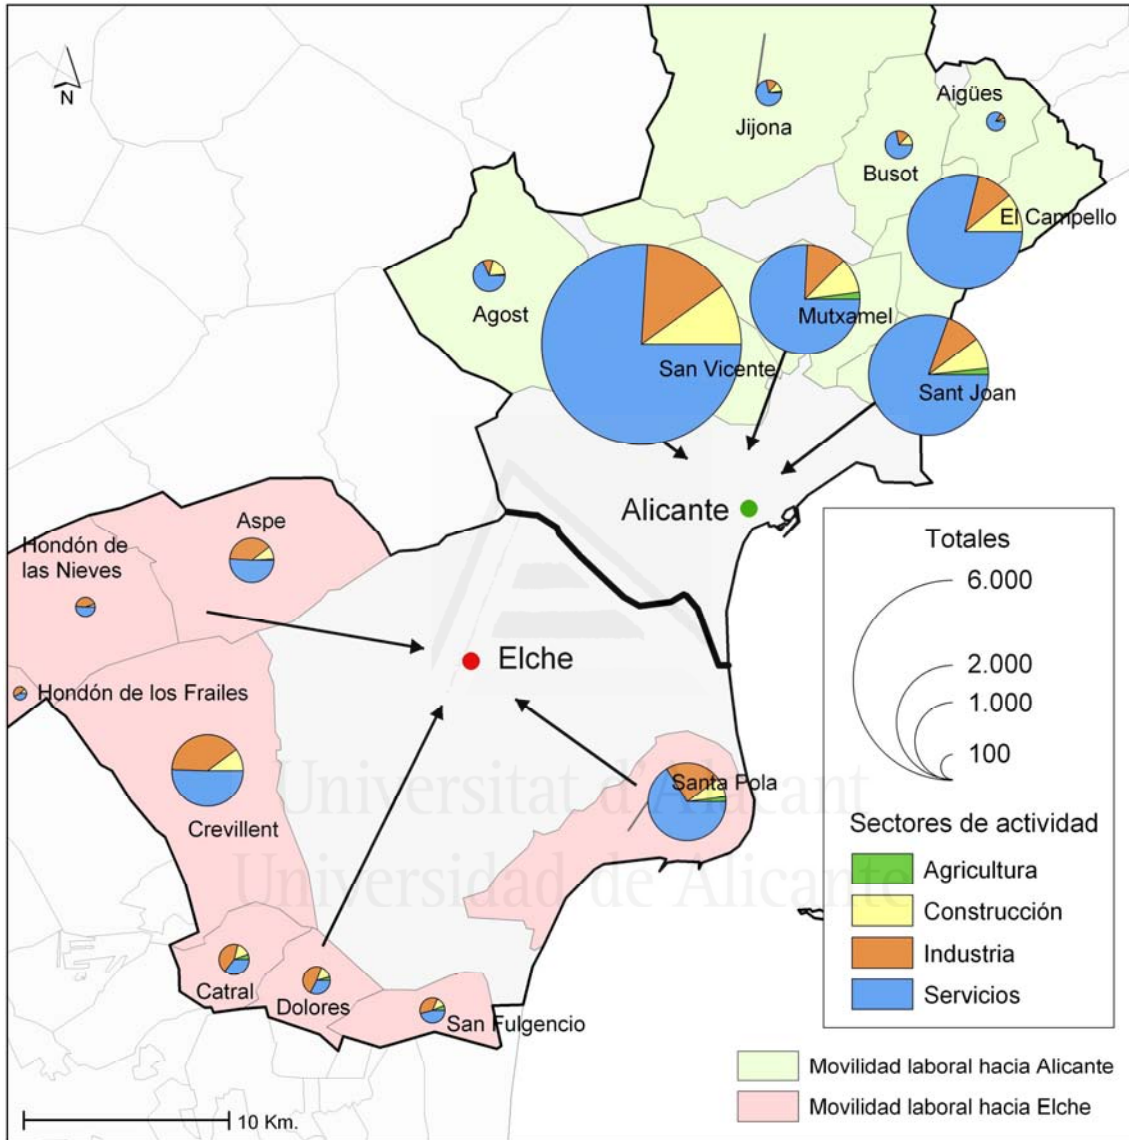 N
Aigües
Jijona
Busot
El Campello
Agost
Mutxamel
San Vicente
Sant Joan
Alicante
Aspe
Hondón de
las Nieves
Elche
Hondón de los Frailes
Santa Pola
Crevillent
Catral
Dolores
San Fulgencio
Universitat d'Alacant
Universidad de Alicante
Totales
6.000
2.000
1.000
100
Sectores de actividad
Agricultura
Construcción
Industria
Servicios
Movilidad laboral hacia Alicante
Movilidad laboral hacia Elche
10 Km.